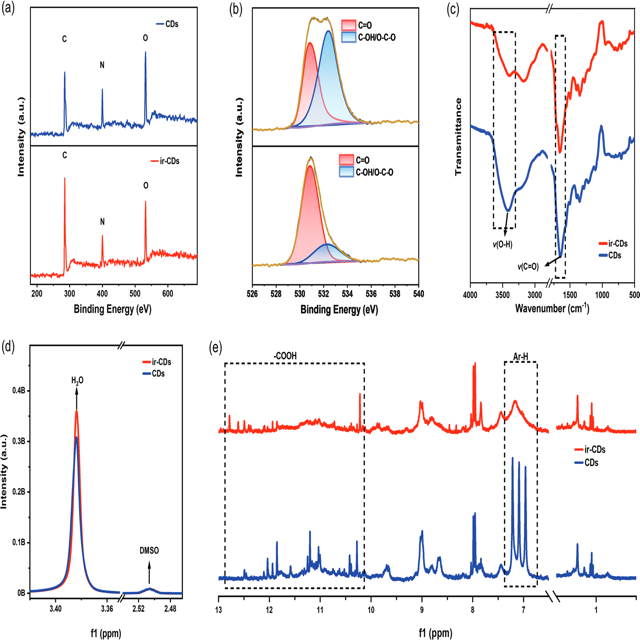 (a)
CDs
C
N
O
ir-CDs
C
N
O
Intensity (a.u.)
200 300 400 500 600
Binding Energy (eV)
(b)
C=O
C-OH/O-C-O
C=O
C-OH/O-C-O
Intensity (a.u.)
526 528 530 532 534 536 538 540
Binding Energy (eV)
(c)
Transmittance
ν(O-H)
ν(C=O)
ir-CDs
CDs
4000 3000 2000 1500 1000 500
Wavenumber (cm⁻¹)
(d)
ir-CDs
CDs
H₂O
DMSO
Intensity (a.u.)
0.4B
0.3B
0.2B
0.1B
0B
3.40 3.36 2.52 2.48
f1 (ppm)
(e)
-COOH
Ar-H
ir-CDs
CDs
13 12 11 10 9 8 7 1
f1 (ppm)